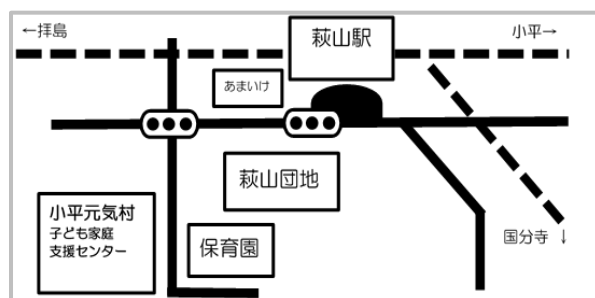 ←拝島
萩山駅
小平→
あまいけ
萩山団地
小平元気村
子ども家庭
支援センター
保育園
国分寺 ↓